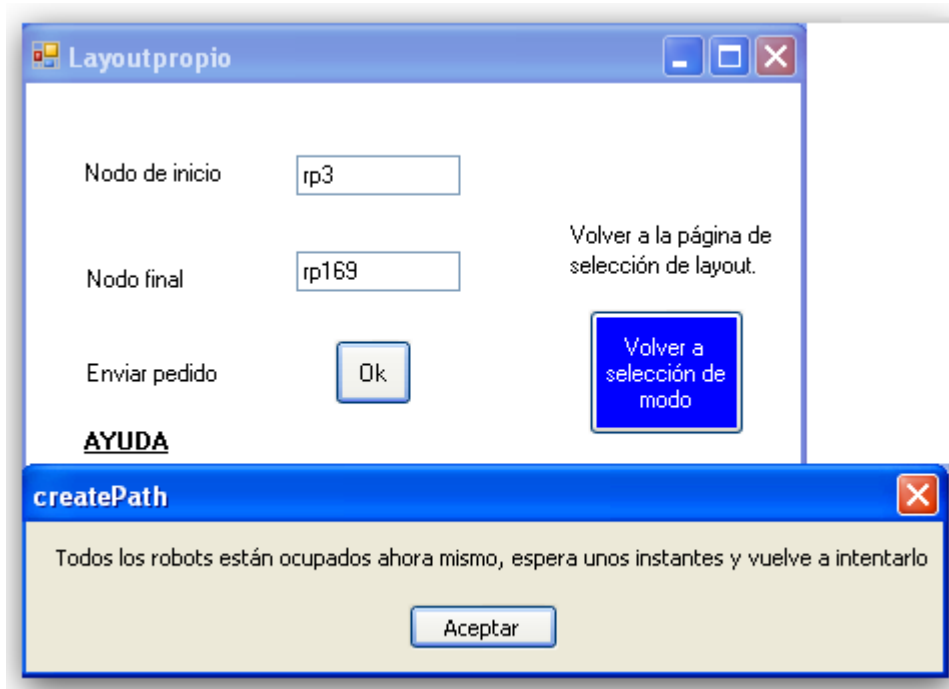 Layoutpropio
Nodo de inicio
rp3
Volver a la página de
selección de layout.
Nodo final
rp169
Enviar pedido
Ok
Volver a
selección de
modo
AYUDA
createPath
Todos los robots están ocupados ahora mismo, espera unos instantes y vuelve a intentarlo
Aceptar